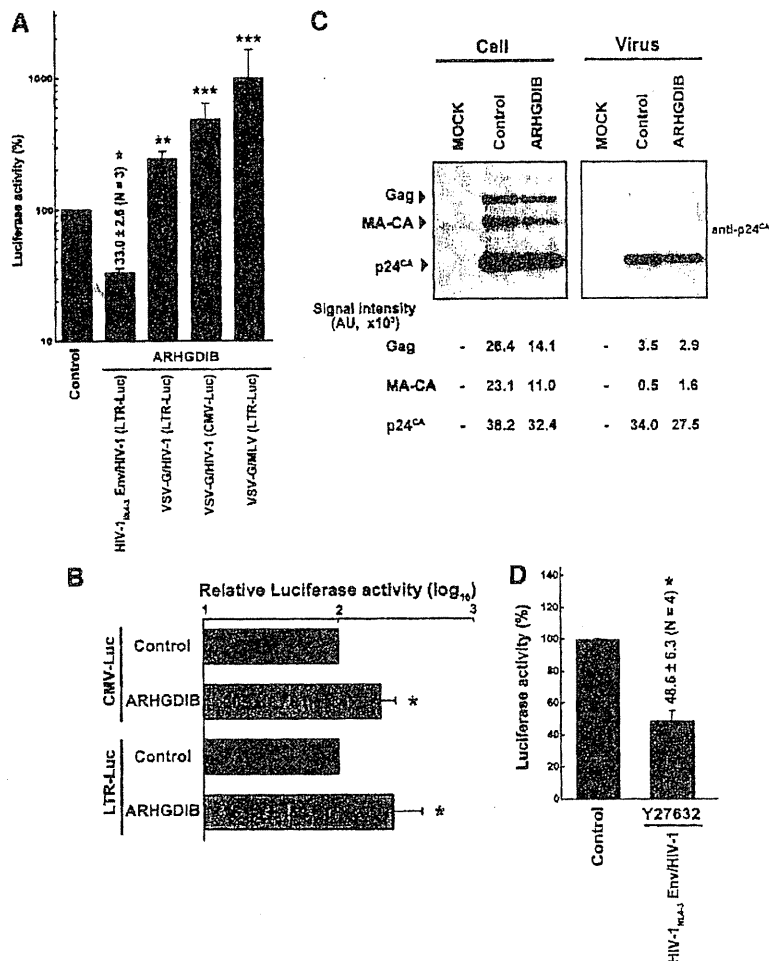 A
Luciferase activity (%)
1000
100
10
***
***
**
33.0 ± 2.6 (N = 3) *
Control
ARHGDIB
HIV-1NL4-3 Env/HIV-1 (LTR-Luc)
VSV-G/HIV-1 (LTR-Luc)
VSV-G/HIV-1 (CMV-Luc)
VSV-G/MLV (LTR-Luc)
C
Cell
Virus
MOCK
Control
ARHGDIB
MOCK
Control
ARHGDIB
Gag
MA-CA
p24CA
anti-p24CA
Signal intensity
(AU, x10³)
Gag - 26.4 14.1 - 3.5 2.9
MA-CA - 23.1 11.0 - 0.5 1.6
p24CA - 38.2 32.4 - 34.0 27.5
B
Relative Luciferase activity (log10)
1 2 3
CMV-Luc
Control
ARHGDIB *
LTR-Luc
Control
ARHGDIB *
D
Luciferase activity (%)
140
120
100
80
60
40
20
0
48.6 ± 6.3 (N = 4) *
Control
Y27632
HIV-1NL4-3 Env/HIV-1